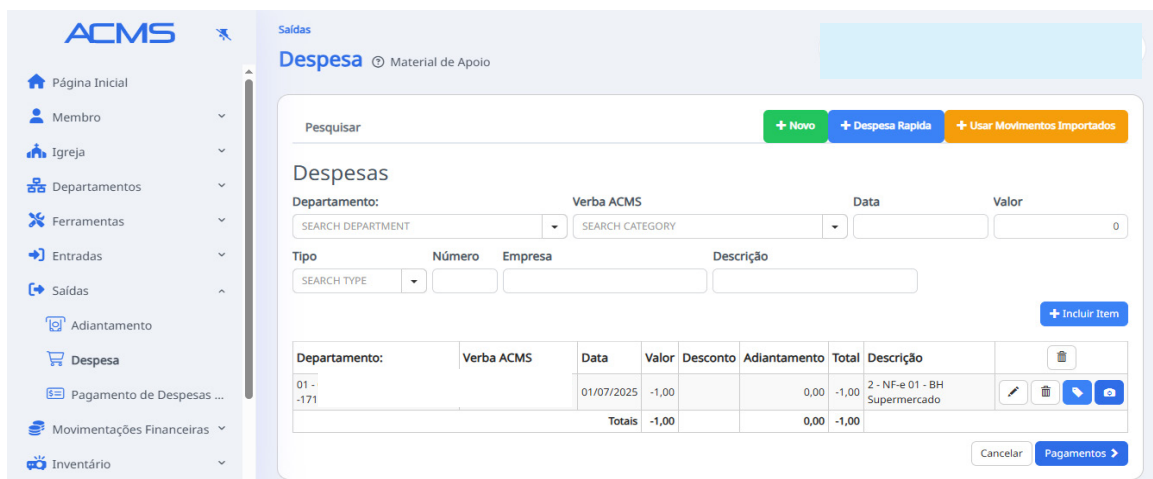 ACMS
Página Inicial
Membro
Igreja
Departamentos
Ferramentas
Entradas
Saídas
Adiantamento
Despesa
Pagamento de Despesas ...
Movimentações Financeiras
Inventário
Saídas
Despesa Material de Apoio
Pesquisar + Novo + Despesa Rapida + Usar Movimentos Importados
Despesas
Departamento: Verba ACMS Data Valor
SEARCH DEPARTMENT SEARCH CATEGORY 0
Tipo Número Empresa Descrição
SEARCH TYPE
+ Incluir Item
Departamento: Verba ACMS Data Valor Desconto Adiantamento Total Descrição
01 -
-171 01/07/2025 -1,00 0,00 -1,00 2 - NF-e 01 - BH
Supermercado
Totais -1,00 0,00 -1,00
Cancelar Pagamentos